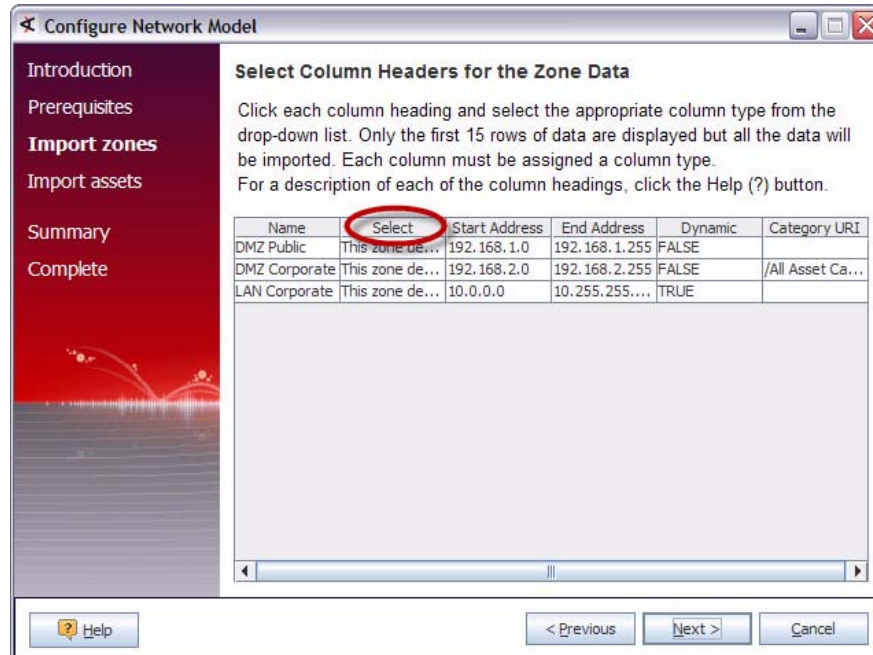 Configure Network Model
Introduction
Prerequisites
Import zones
Import assets
Summary
Complete
Select Column Headers for the Zone Data
Click each column heading and select the appropriate column type from the
drop-down list. Only the first 15 rows of data are displayed but all the data will
be imported. Each column must be assigned a column type.
For a description of each of the column headings, click the Help (?) button.
Name Select Start Address End Address Dynamic Category URI
DMZ Public This zone de... 192.168.1.0 192.168.1.255 FALSE
DMZ Corporate This zone de... 192.168.2.0 192.168.2.255 FALSE /All Asset Ca...
LAN Corporate This zone de... 10.0.0.0 10.255.255.... TRUE
? Help < Previous Next > Cancel